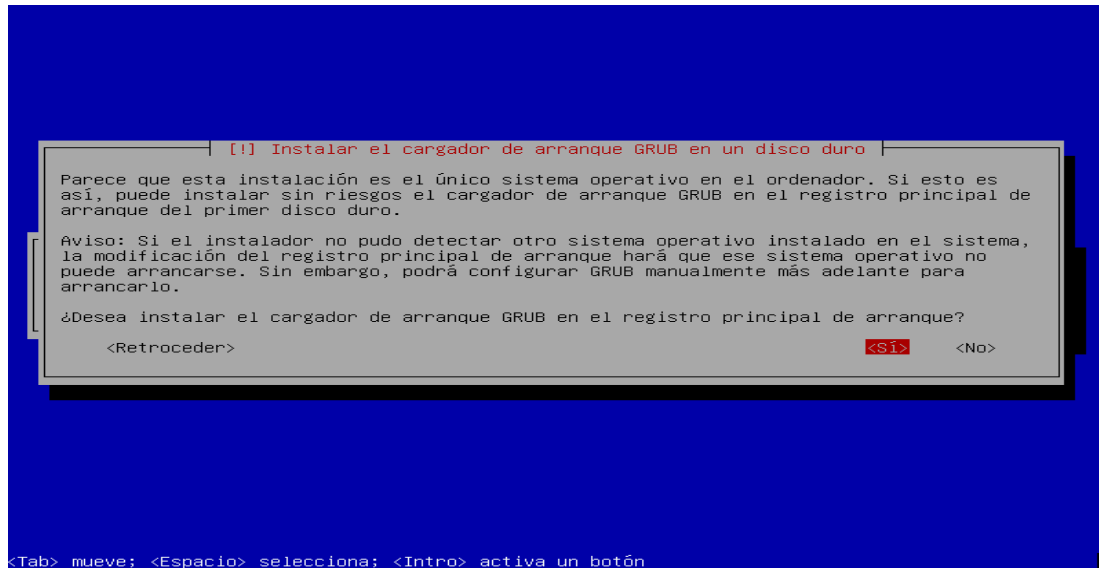 [!] Instalar el cargador de arranque GRUB en un disco duro
Parece que esta instalación es el único sistema operativo en el ordenador. Si esto es
así, puede instalar sin riesgos el cargador de arranque GRUB en el registro principal de
arranque del primer disco duro.
Aviso: Si el instalador no pudo detectar otro sistema operativo instalado en el sistema,
la modificación del registro principal de arranque hará que ese sistema operativo no
puede arrancarse. Sin embargo, podrá configurar GRUB manualmente más adelante para
arrancarlo.
¿Desea instalar el cargador de arranque GRUB en el registro principal de arranque?
<Retroceder> <Sí> <No>
<Tab> mueve; <Espacio> selecciona; <Intro> activa un botón